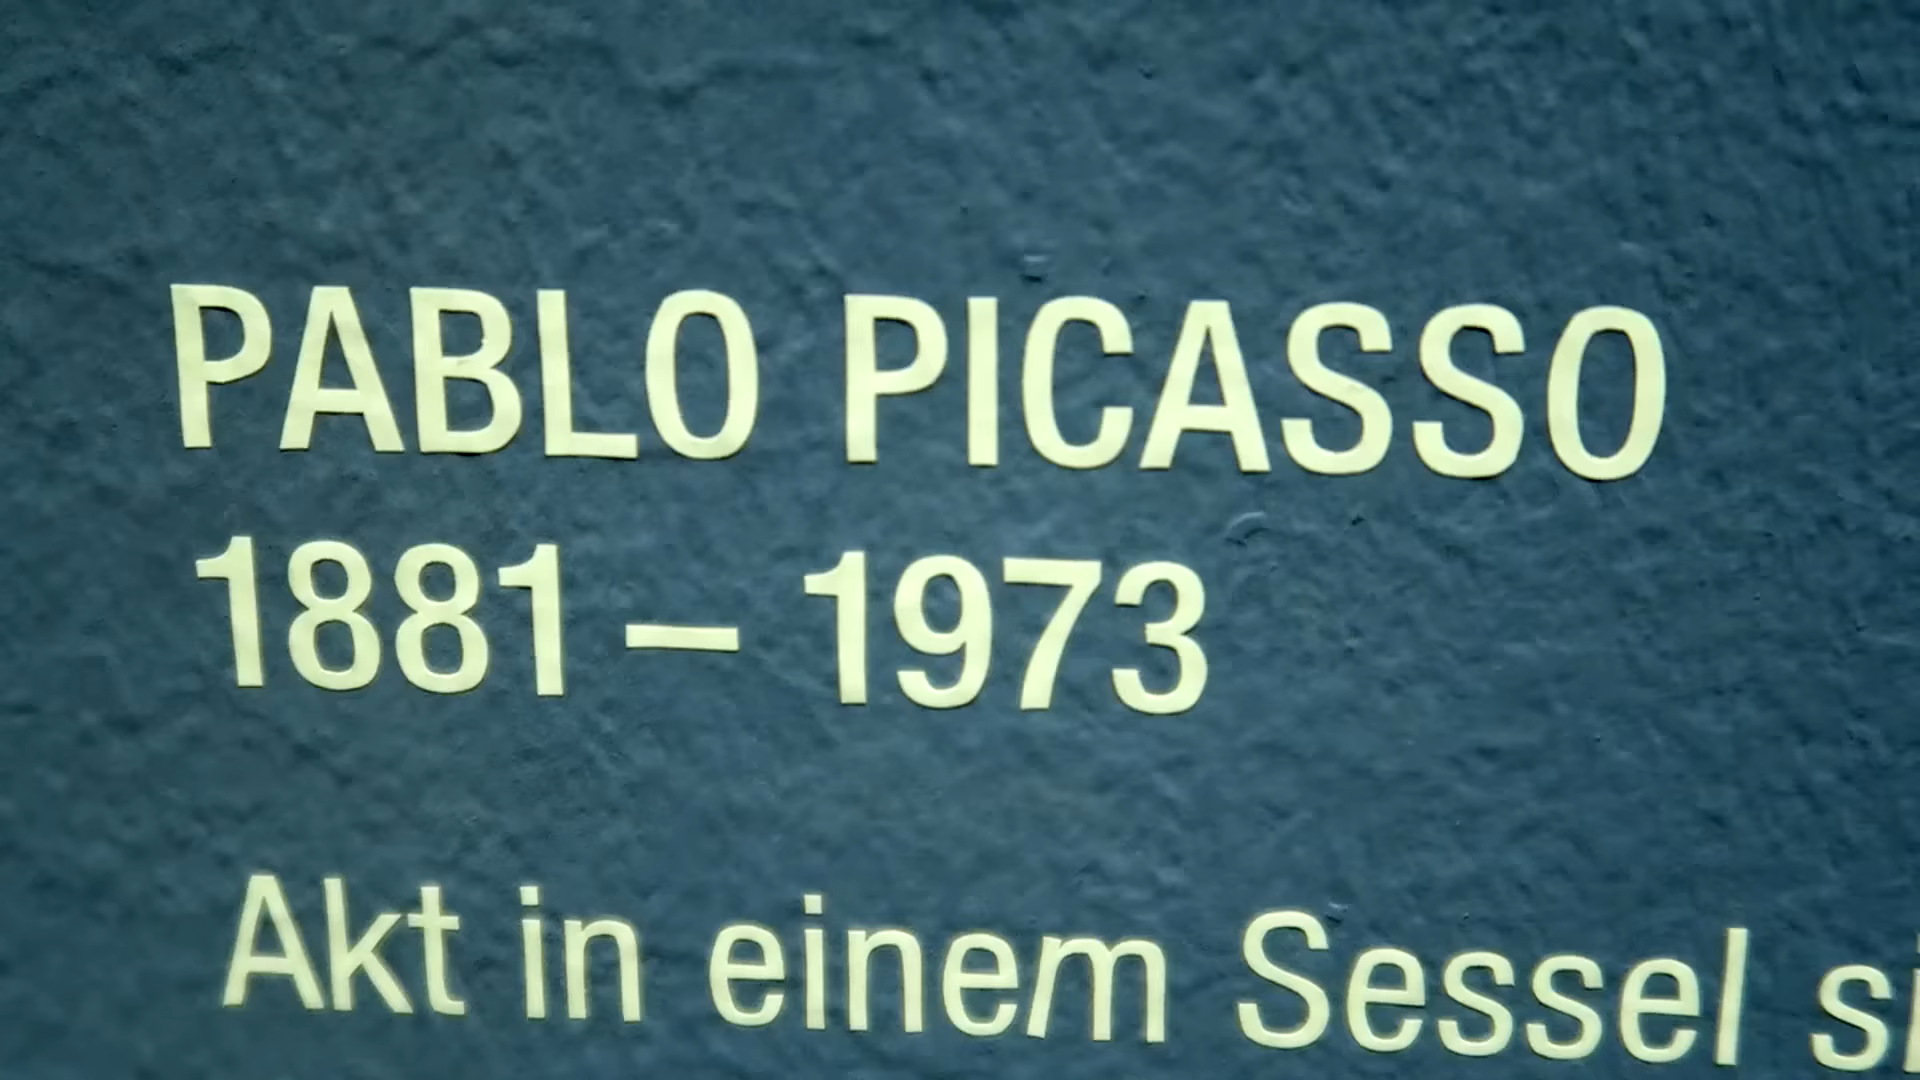 PABLO PICASSO
1881 – 1973
Akt in einem Sessel